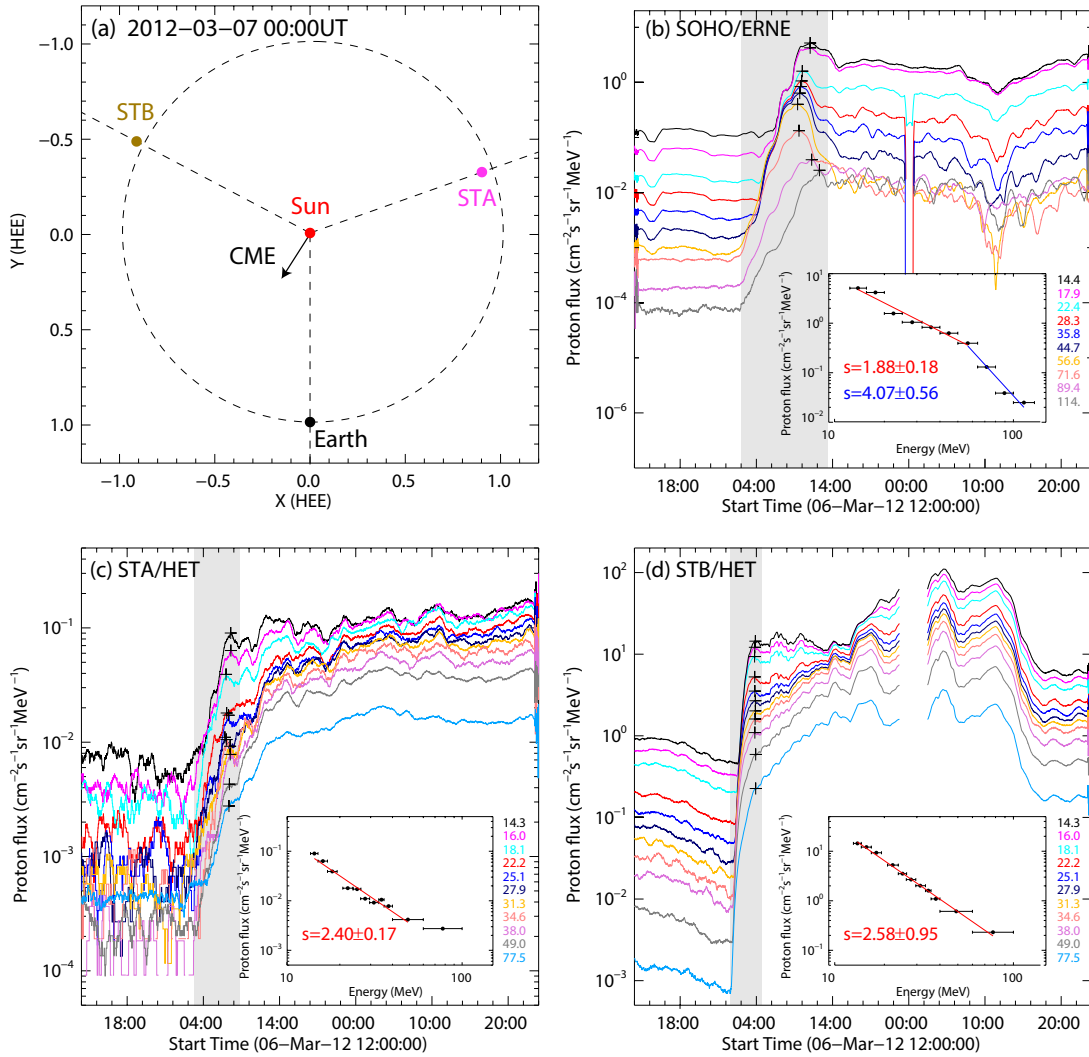 (a) 2012−03−07 00:00UT
−1.0
−0.5
0.0
0.5
1.0
Y (HEE)
STB
STA
Sun
CME
Earth
−1.0 −0.5 0.0 0.5 1.0
X (HEE)
(b) SOHO/ERNE
10⁰
10⁻²
10⁻⁴
10⁻⁶
Proton flux (cm⁻²s⁻¹sr⁻¹MeV⁻¹)
18:00 04:00 14:00 00:00 10:00 20:00
Start Time (06−Mar−12 12:00:00)
10¹
10⁰
10⁻¹
10⁻²
Proton flux (cm⁻²s⁻¹sr⁻¹MeV⁻¹)
s=1.88±0.18
s=4.07±0.56
10 100
Energy (MeV)
14.4
17.9
22.4
28.3
35.8
44.7
56.6
71.6
89.4
114.
(c) STA/HET
10⁻¹
10⁻²
10⁻³
10⁻⁴
Proton flux (cm⁻²s⁻¹sr⁻¹MeV⁻¹)
18:00 04:00 14:00 00:00 10:00 20:00
Start Time (06−Mar−12 12:00:00)
10⁻¹
10⁻²
10⁻³
Proton flux (cm⁻²s⁻¹sr⁻¹MeV⁻¹)
s=2.40±0.17
10 100
Energy (MeV)
14.3
16.0
18.1
22.2
25.1
27.9
31.3
34.6
38.0
49.0
77.5
(d) STB/HET
10²
10¹
10⁰
10⁻¹
10⁻²
10⁻³
Proton flux (cm⁻²s⁻¹sr⁻¹MeV⁻¹)
18:00 04:00 14:00 00:00 10:00 20:00
Start Time (06−Mar−12 12:00:00)
10¹
10⁰
10⁻¹
Proton flux (cm⁻²s⁻¹sr⁻¹MeV⁻¹)
s=2.58±0.95
10 100
Energy (MeV)
14.3
16.0
18.1
22.2
25.1
27.9
31.3
34.6
38.0
49.0
77.5